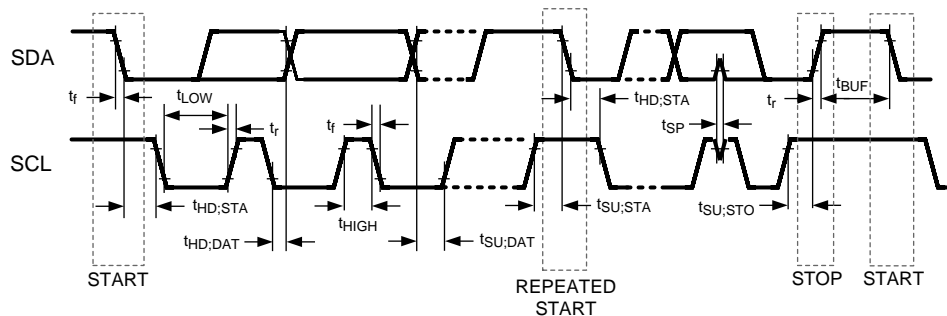 SDA
t_f
t_LOW
t_r
t_f
t_HD;STA
t_SP
t_r
t_BUF
SCL
t_HD;STA
t_HD;DAT
t_HIGH
t_SU;DAT
t_SU;STA
t_SU;STO
START
REPEATED
START
STOP
START